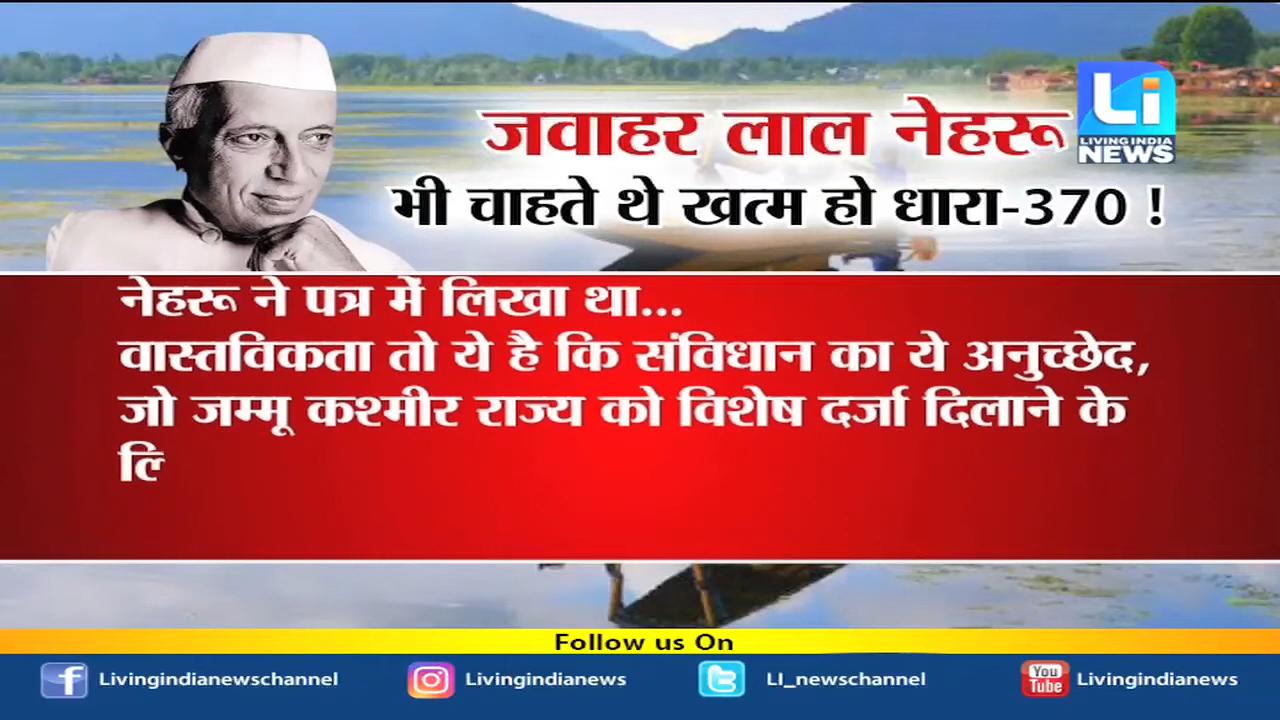 जवाहर लाल नेहरू
Li
LIVING INDIA
NEWS
भी चाहते थे खत्म हो धारा-370 !
नेहरू ने पत्र में लिखा था...
वास्तविकता तो ये है कि संविधान का ये अनुच्छेद,
जो जम्मू कश्मीर राज्य को विशेष दर्जा दिलाने के
लि
Follow us On
f Livingindianewschannel
Livingindianews
LI_newschannel
You Tube Livingindianews